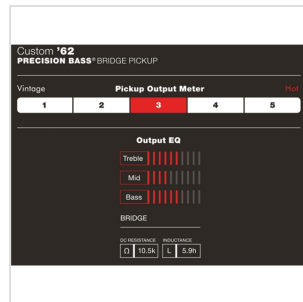 Custom '62
PRECISION BASS® BRIDGE PICKUP
Vintage Pickup Output Meter Hot
1 2 3 4 5
Output EQ
Treble
Mid
Bass
BRIDGE
DC RESISTANCE INDUCTANCE
Ω 10.5k L 5.9h